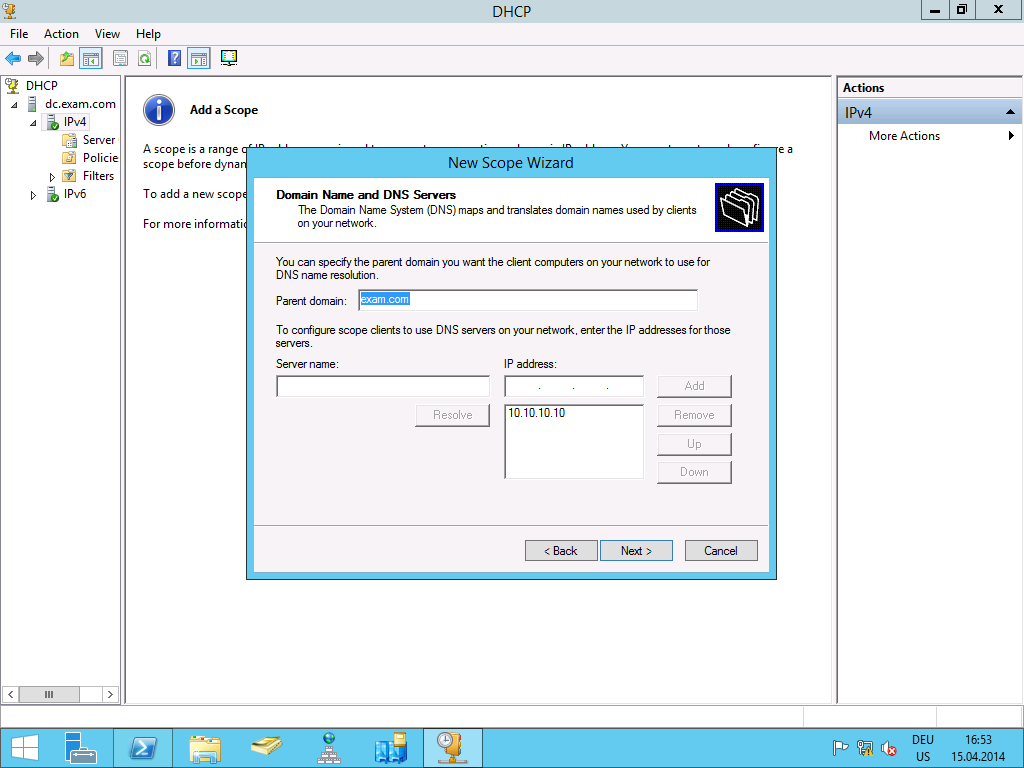 DHCP
File Action View Help
DHCP
dc.exam.com
IPv4
Server
Policie
Filters
IPv6
Add a Scope
A scope is a range of
scope before dynam
To add a new scope
For more informatio
New Scope Wizard
Domain Name and DNS Servers
The Domain Name System (DNS) maps and translates domain names used by clients
on your network.
You can specify the parent domain you want the client computers on your network to use for
DNS name resolution.
Parent domain: exam.com
To configure scope clients to use DNS servers on your network, enter the IP addresses for those
servers.
Server name: IP address:
. . . Add
Resolve 10.10.10.10 Remove
Up
Down
< Back Next > Cancel
Actions
IPv4
More Actions
DEU
US
16:53
15.04.2014